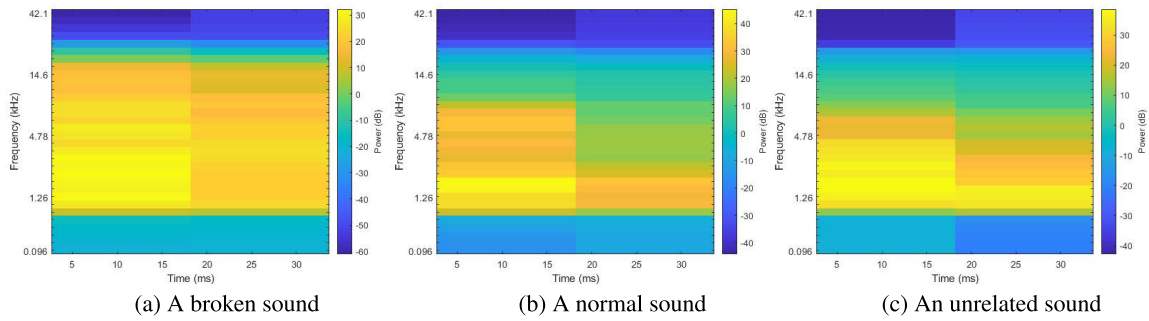 42.1
14.6
4.78
1.26
0.096
Frequency (kHz)
5 10 15 20 25 30
Time (ms)
30
20
10
0
-10
-20
-30
-40
-50
-60
Power (dB)
(a) A broken sound
42.1
14.6
4.78
1.26
0.096
Frequency (kHz)
5 10 15 20 25 30
Time (ms)
40
30
20
10
0
-10
-20
-30
-40
Power (dB)
(b) A normal sound
42.1
14.6
4.78
1.26
0.096
Frequency (kHz)
5 10 15 20 25 30
Time (ms)
30
20
10
0
-10
-20
-30
-40
Power (dB)
(c) An unrelated sound